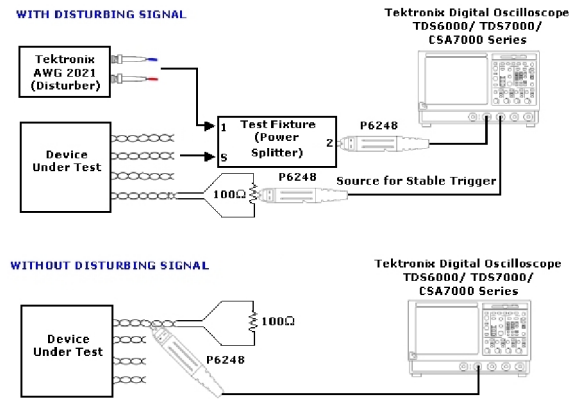 WITH DISTURBING SIGNAL
Tektronix Digital Oscilloscope
TDS6000/ TDS7000/
CSA7000 Series
Tektronix
AWG 2021
(Disturber)
Device
Under Test
1
S
Test Fixture
(Power
Splitter)
2
P6248
100Ω
P6248
Source for Stable Trigger
WITHOUT DISTURBING SIGNAL
Tektronix Digital Oscilloscope
TDS6000/ TDS7000/
CSA7000 Series
Device
Under Test
100Ω
P6248